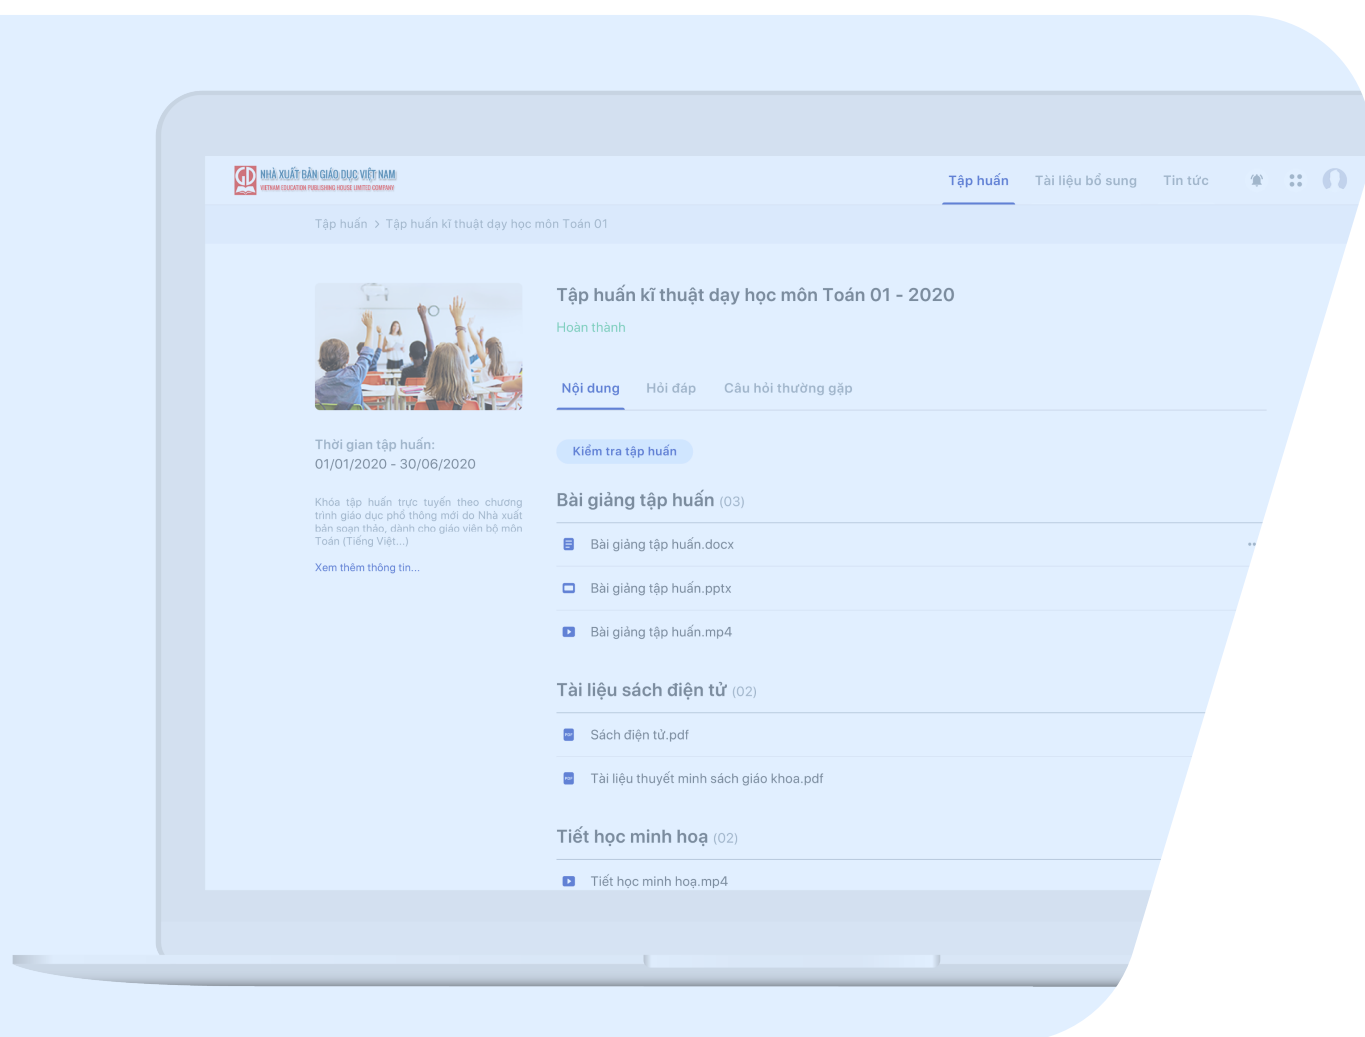 NHÀ XUẤT BẢN GIÁO DỤC VIỆT NAM
VIETNAM EDUCATION PUBLISHING HOUSE LIMITED COMPANY
Tập huấn
Tài liệu bổ sung
Tin tức
Tập huấn > Tập huấn kĩ thuật dạy học môn Toán 01
Tập huấn kĩ thuật dạy học môn Toán 01 - 2020
Hoàn thành
Nội dung
Hỏi đáp
Câu hỏi thường gặp
Thời gian tập huấn:
01/01/2020 - 30/06/2020
Khóa tập huấn trực tuyến theo chương
trình giáo dục phổ thông mới do Nhà xuất
bản soạn thảo, dành cho giáo viên bộ môn
Toán (Tiếng Việt...)
Xem thêm thông tin...
Kiểm tra tập huấn
Bài giảng tập huấn (03)
Bài giảng tập huấn.docx
Bài giảng tập huấn.pptx
Bài giảng tập huấn.mp4
Tài liệu sách điện tử (02)
PDF Sách điện tử.pdf
PDF Tài liệu thuyết minh sách giáo khoa.pdf
Tiết học minh hoạ (02)
Tiết học minh hoạ.mp4